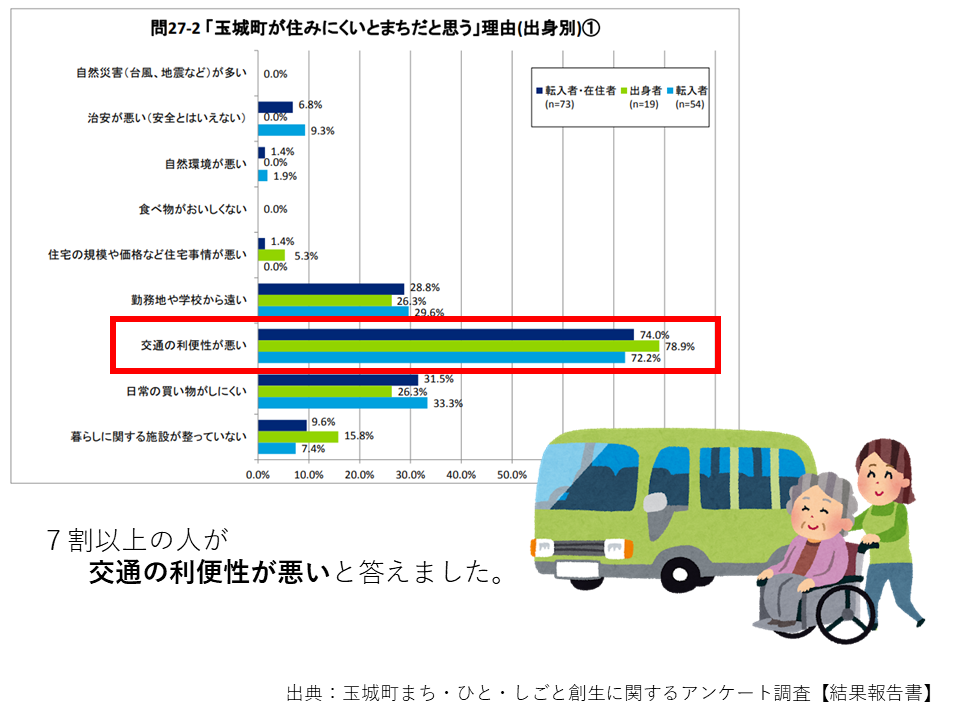 問27-2 「玉城町が住みにくいとまちだと思う」理由(出身別)①
転入者・在住者 出身者 転入者
(n=73) (n=19) (n=54)
自然災害(台風、地震など)が多い 0.0%
治安が悪い(安全とはいえない) 6.8% 0.0% 9.3%
自然環境が悪い 1.4% 0.0% 1.9%
食べ物がおいしくない 0.0%
住宅の規模や価格など住宅事情が悪い 1.4% 5.3% 0.0%
勤務地や学校から遠い 28.8% 26.3% 29.6%
交通の利便性が悪い 74.0% 78.9% 72.2%
日常の買い物がしにくい 31.5% 26.3% 33.3%
暮らしに関する施設が整っていない 9.6% 15.8% 7.4%
0.0% 10.0% 20.0% 30.0% 40.0% 50.0%
7割以上の人が
交通の利便性が悪いと答えました。
出典：玉城町まち・ひと・しごと創生に関するアンケート調査【結果報告書】